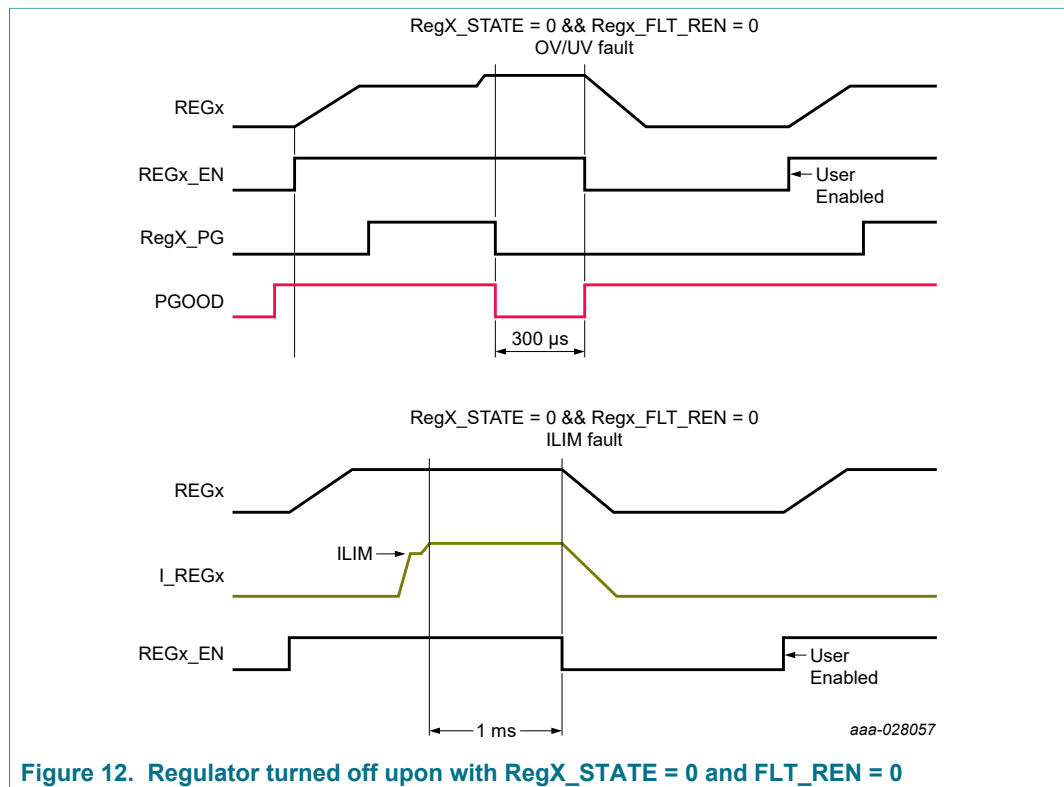 RegX_STATE = 0 && Regx_FLT_REN = 0
OV/UV fault
REGx
REGx_EN
User
Enabled
RegX_PG
PGOOD
300 µs
RegX_STATE = 0 && Regx_FLT_REN = 0
ILIM fault
REGx
ILIM
I_REGx
REGx_EN
User
Enabled
1 ms
aaa-028057
Figure 12. Regulator turned off upon with RegX_STATE = 0 and FLT_REN = 0